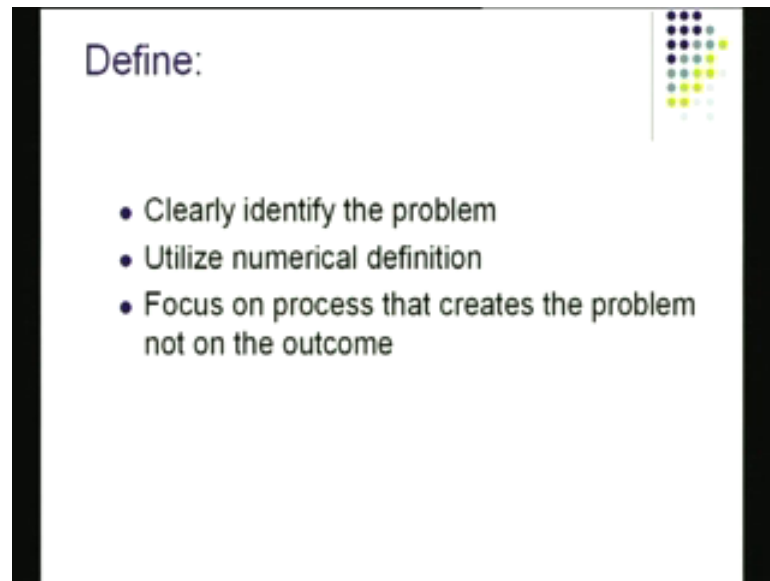 Define:
Clearly identify the problem
Utilize numerical definition
Focus on process that creates the problem
not on the outcome